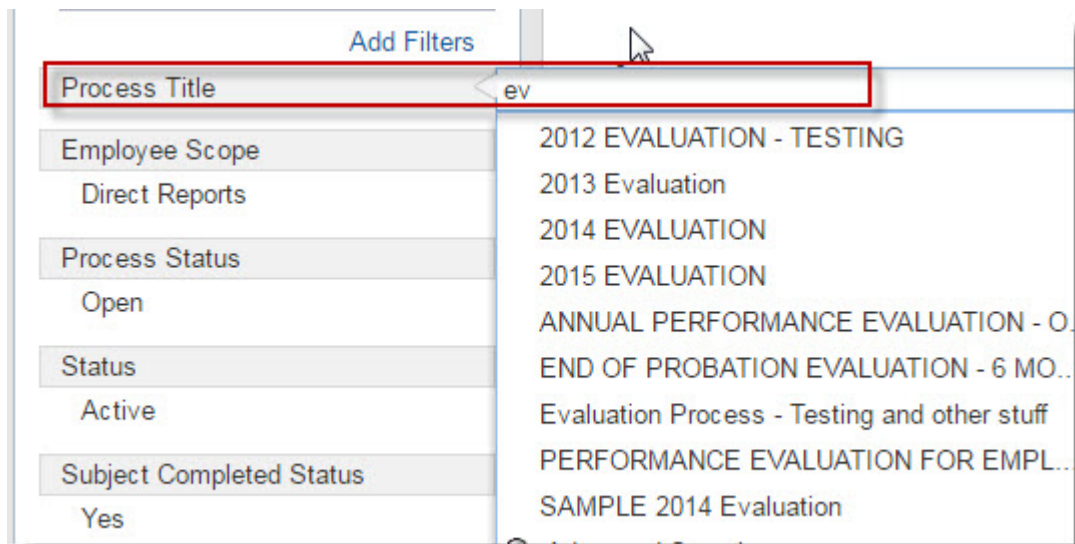 Add Filters
Process Title
ev
Employee Scope
Direct Reports
Process Status
Open
Status
Active
Subject Completed Status
Yes
2012 EVALUATION - TESTING
2013 Evaluation
2014 EVALUATION
2015 EVALUATION
ANNUAL PERFORMANCE EVALUATION - O.
END OF PROBATION EVALUATION - 6 MO...
Evaluation Process - Testing and other stuff
PERFORMANCE EVALUATION FOR EMPL...
SAMPLE 2014 Evaluation